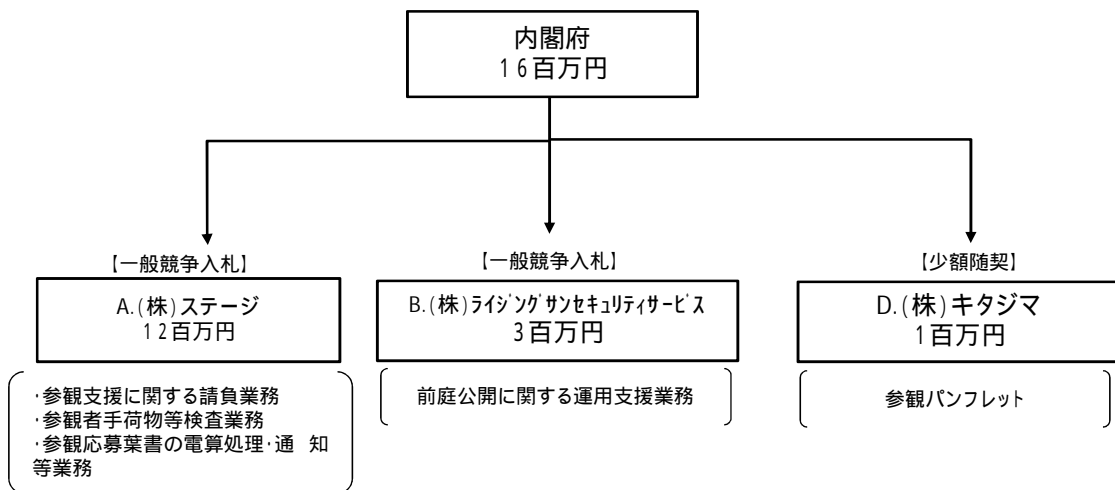 内閣府
16百万円
【一般競争入札】
【一般競争入札】
【少額随契】
A.(株)ステージ
12百万円
B.(株)ﾗｲｼﾞﾝｸﾞｻﾝｾｷｭﾘﾃｨｻｰﾋﾞｽ
3百万円
D.(株)キタジマ
1百万円
･参観支援に関する請負業務
･参観者手荷物等検査業務
･参観応募葉書の電算処理･通　知
等業務
前庭公開に関する運用支援業務
参観パンフレット